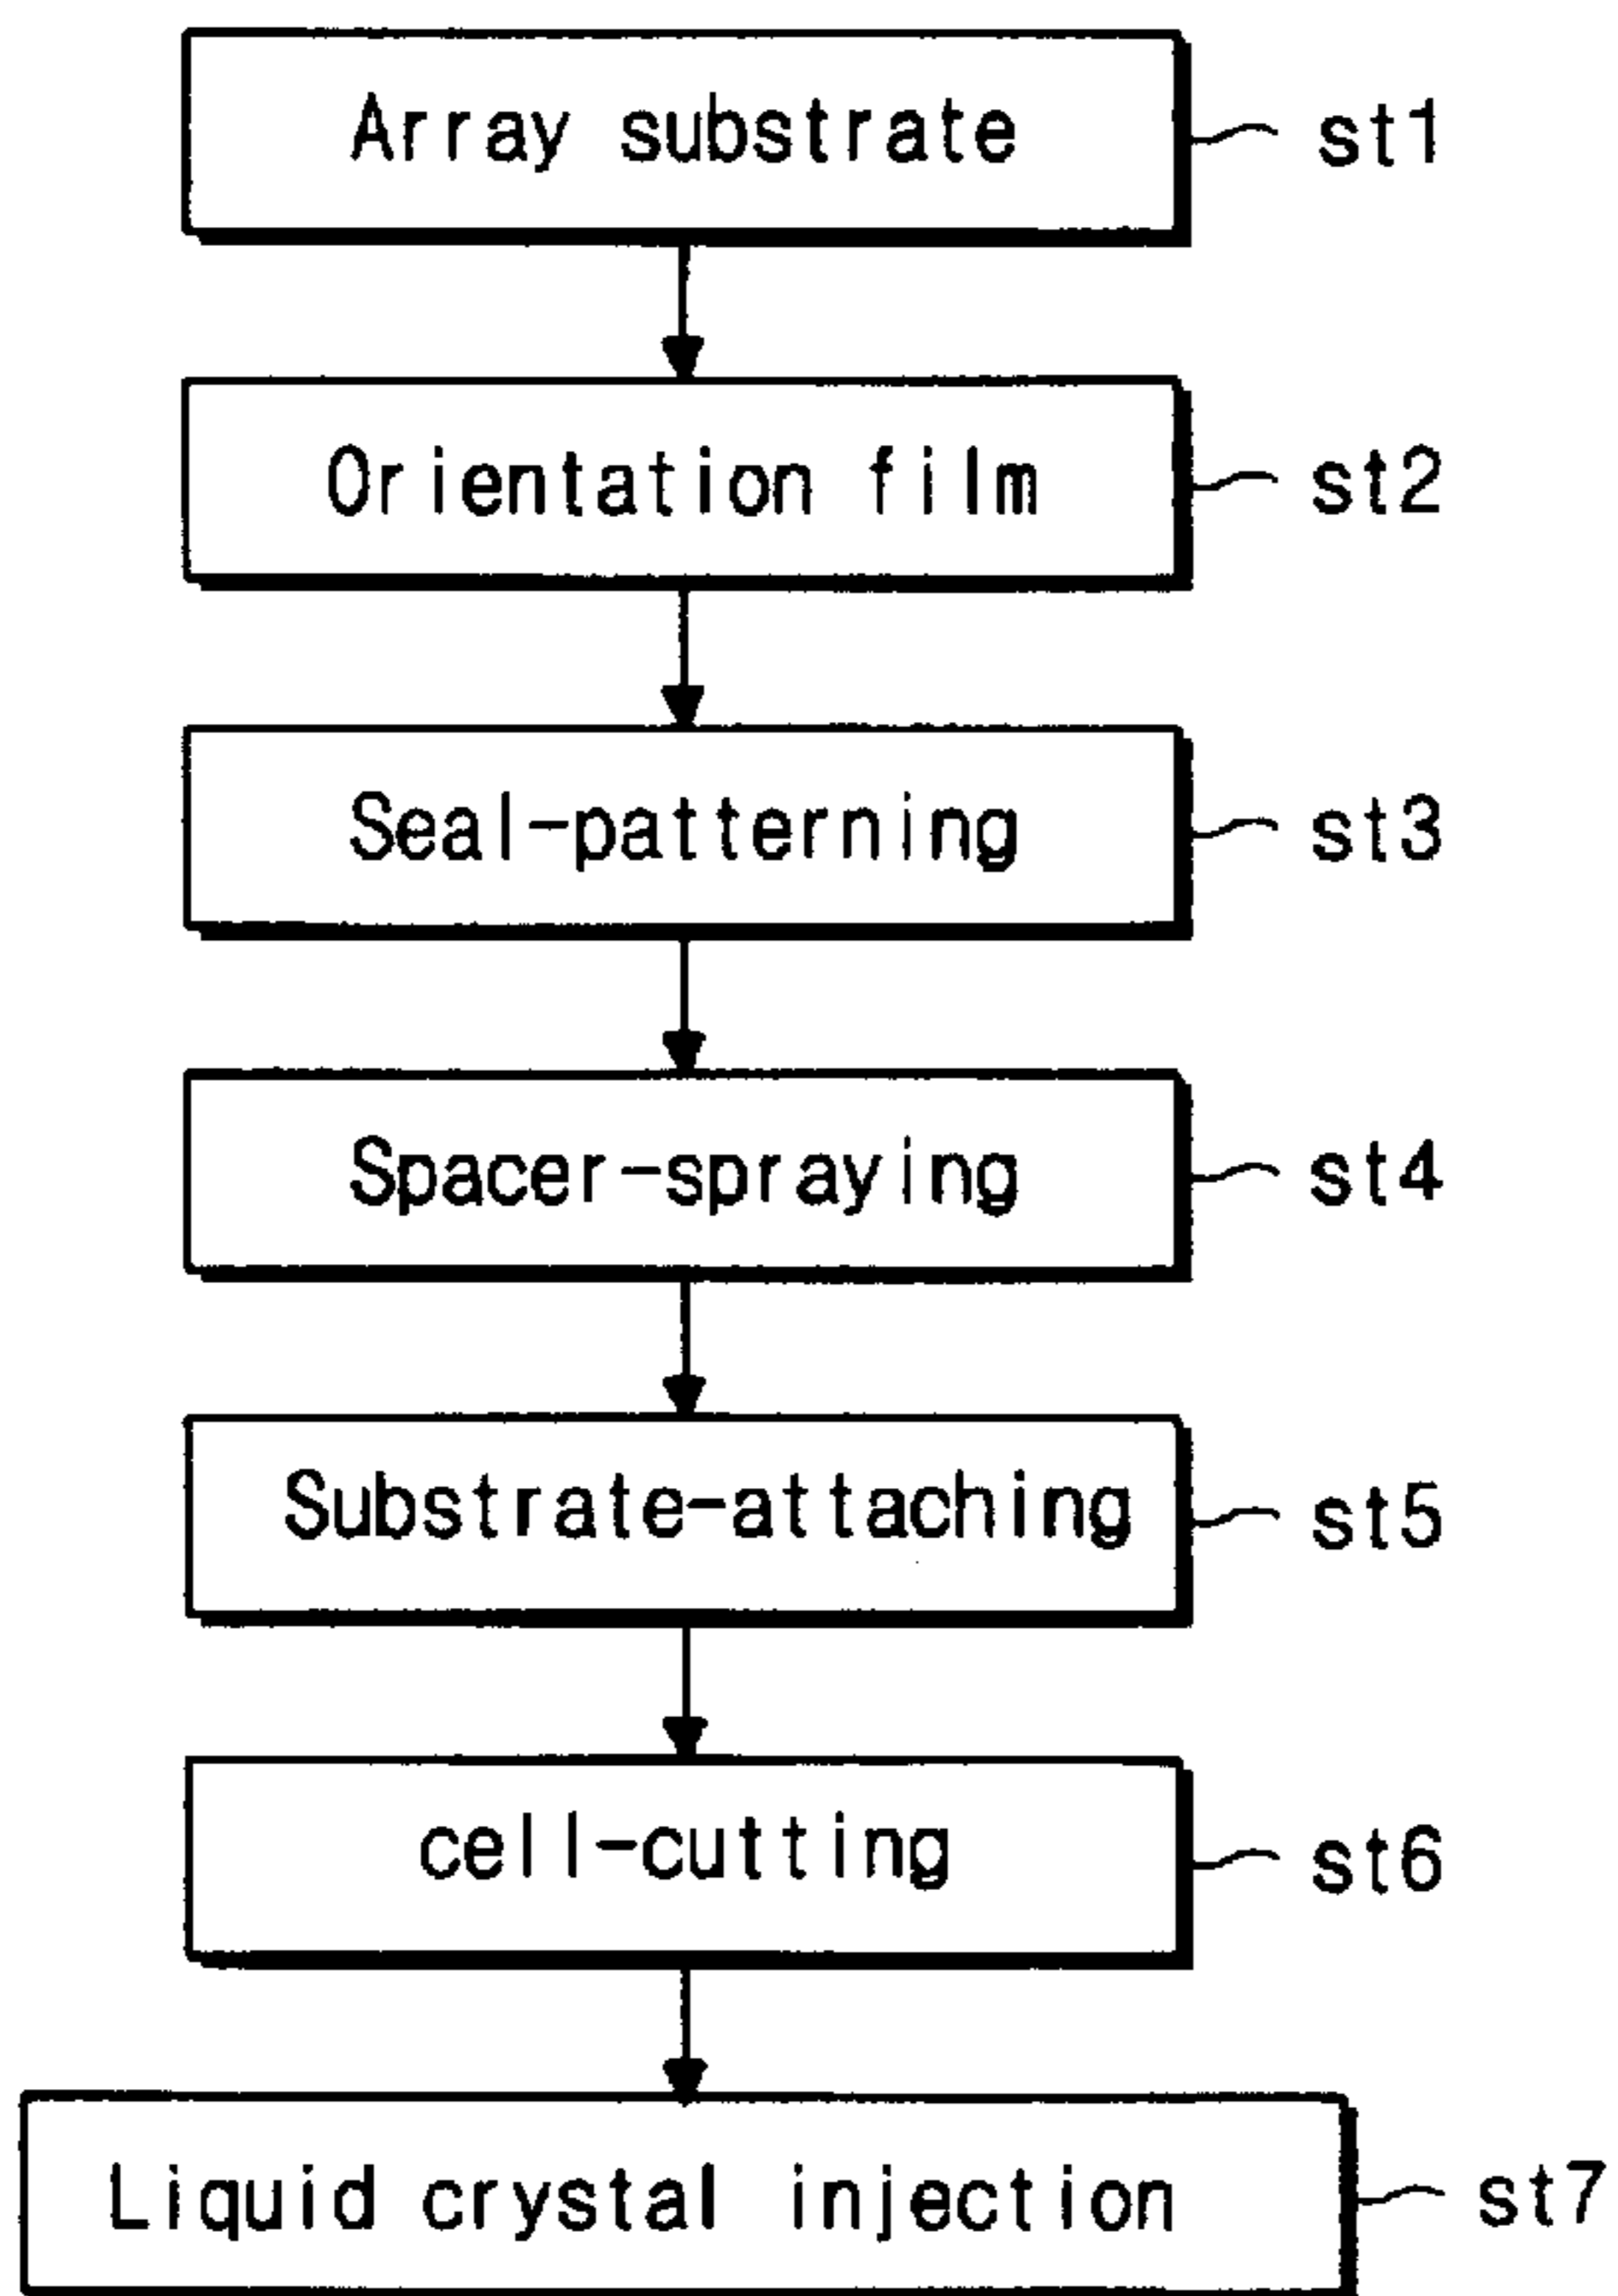 Array substrate st1
Orientation film st2
Seal-patterning st3
Spacer-spraying st4
Substrate-attaching st5
cell-cutting st6
Liquid crystal injection st7